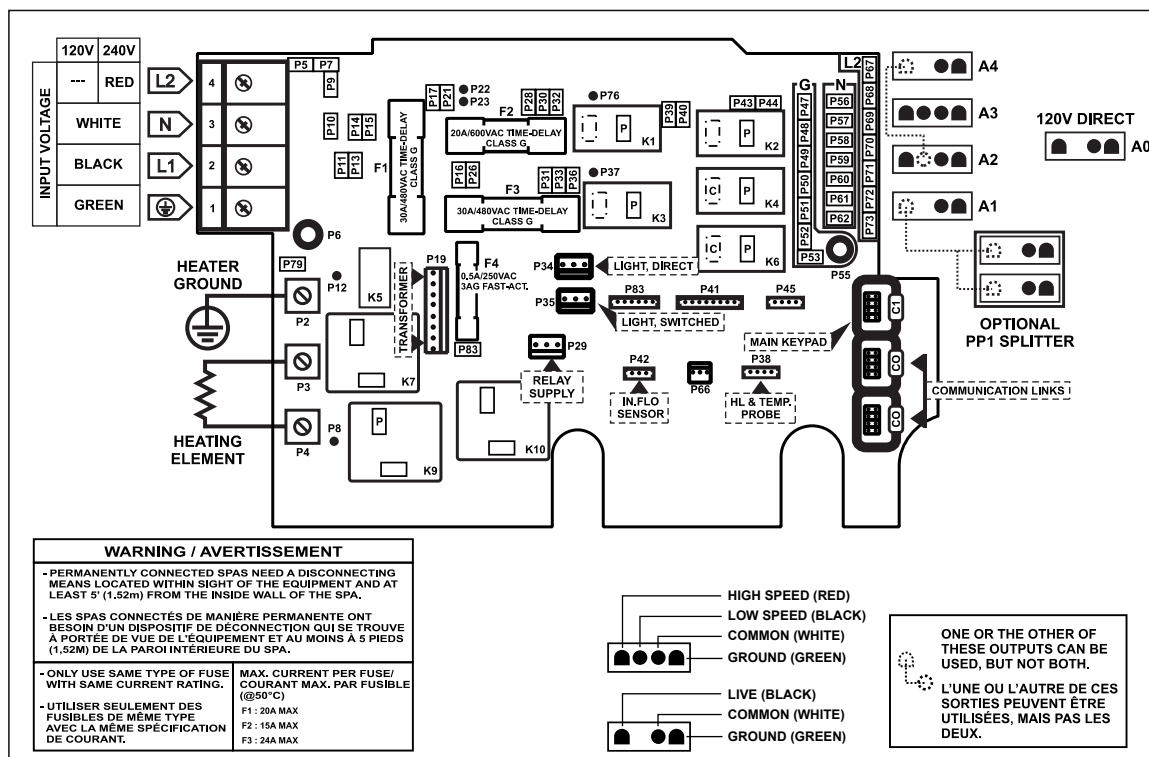 120V 240V
INPUT VOLTAGE
--- RED L2 4
WHITE N 3
BLACK L1 2
GREEN 1
P5 P7
P9
P10
P14
P15
P11
P13
P6
P17
P21
P22
P23
F1
30A/480VAC TIME-DELAY
CLASS G
F2
20A/600VAC TIME-DELAY
CLASS G
P28
P30
P32
P16
P26
F3
30A/480VAC TIME-DELAY
CLASS G
P31
P33
P36
P76
P K1
P39
P40
P37
P K3
P43 P44
P K2
IC P K4
IC P K6
G
P47
P48
P49
P50
P51
P52
P53
N
P56
P57
P58
P59
P60
P61
P62
P55
L2
P67
P68
P69
P70
P71
P72
P73
A4
A3
A2
A1
120V DIRECT
A0
OPTIONAL
PP1 SPLITTER
HEATER
GROUND
P79
P12
P2
P3
P4
P8
HEATING
ELEMENT
K5
K7
P K9
K10
TRANSFORMER
P19
F4
0,5A/250VAC
3AG FAST-ACT.
P83
P34
LIGHT, DIRECT
P35
LIGHT, SWITCHED
P29
RELAY
SUPPLY
P83
P41
P45
P42
IN.FLO
SENSOR
P66
P38
HL & TEMP.
PROBE
MAIN KEYPAD
C1
CO
CO
COMMUNICATION LINKS
WARNING / AVERTISSEMENT
- PERMANENTLY CONNECTED SPAS NEED A DISCONNECTING
MEANS LOCATED WITHIN SIGHT OF THE EQUIPMENT AND AT
LEAST 5' (1.52m) FROM THE INSIDE WALL OF THE SPA.
- LES SPAS CONNECTÉS DE MANIÈRE PERMANENTE ONT
BESOIN D'UN DISPOSITIF DE DÉCONNECTION QUI SE TROUVE
À PORTÉE DE VUE DE L'ÉQUIPEMENT ET AU MOINS À 5 PIEDS
(1,52M) DE LA PAROI INTÉRIEURE DU SPA.
- ONLY USE SAME TYPE OF FUSE
WITH SAME CURRENT RATING.
- UTILISER SEULEMENT DES
FUSIBLES DE MÊME TYPE
AVEC LA MÊME SPÉCIFICATION
DE COURANT.
MAX. CURRENT PER FUSE/
COURANT MAX. PAR FUSIBLE
(@50°C)
F1 : 20A MAX
F2 : 15A MAX
F3 : 24A MAX
HIGH SPEED (RED)
LOW SPEED (BLACK)
COMMON (WHITE)
GROUND (GREEN)
LIVE (BLACK)
COMMON (WHITE)
GROUND (GREEN)
ONE OR THE OTHER OF
THESE OUTPUTS CAN BE
USED, BUT NOT BOTH.
L'UNE OU L'AUTRE DE CES
SORTIES PEUVENT ÊTRE
UTILISÉES, MAIS PAS LES
DEUX.